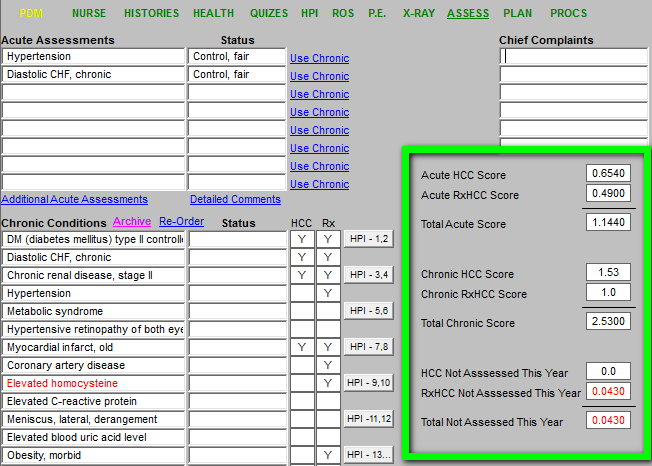 PDM NURSE HISTORIES HEALTH QUIZES HPI ROS P.E. X-RAY ASSESS PLAN PROCS
Acute Assessments Status Chief Complaints
Hypertension Control, fair Use Chronic
Diastolic CHF, chronic Control, fair Use Chronic
Use Chronic
Use Chronic
Use Chronic
Use Chronic
Use Chronic
Use Chronic
Additional Acute Assessments Detailed Comments
Chronic Conditions Archive Re-Order Status HCC Rx
DM (diabetes mellitus) type II controlle Y Y HPI - 1,2
Diastolic CHF, chronic Y Y
Chronic renal disease, stage II Y Y HPI - 3,4
Hypertension Y
Metabolic syndrome HPI - 5,6
Hypertensive retinopathy of both eye
Myocardial infarct, old Y Y HPI - 7,8
Coronary artery disease Y
Elevated homocysteine Y HPI - 9,10
Elevated C-reactive protein
Meniscus, lateral, derangement HPI -11,12
Elevated blood uric acid level
Obesity, morbid Y HPI - 13...
Acute HCC Score 0.6540
Acute RxHCC Score 0.4900
Total Acute Score 1.1440
Chronic HCC Score 1.53
Chronic RxHCC Score 1.0
Total Chronic Score 2.5300
HCC Not Asssessed This Year 0.0
RxHCC Not Asssessed This Year 0.0430
Total Not Assessed This Year 0.0430